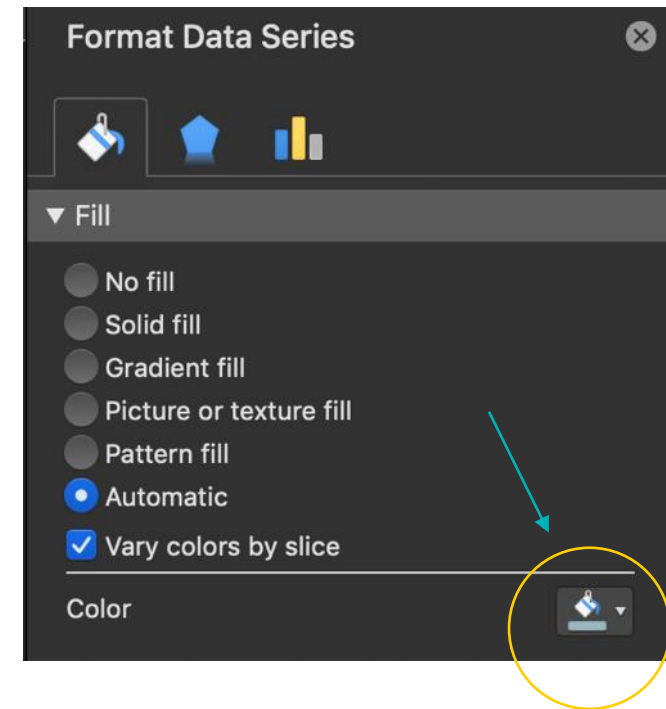 Format Data Series
Fill
No fill
Solid fill
Gradient fill
Picture or texture fill
Pattern fill
Automatic
Vary colors by slice
Color